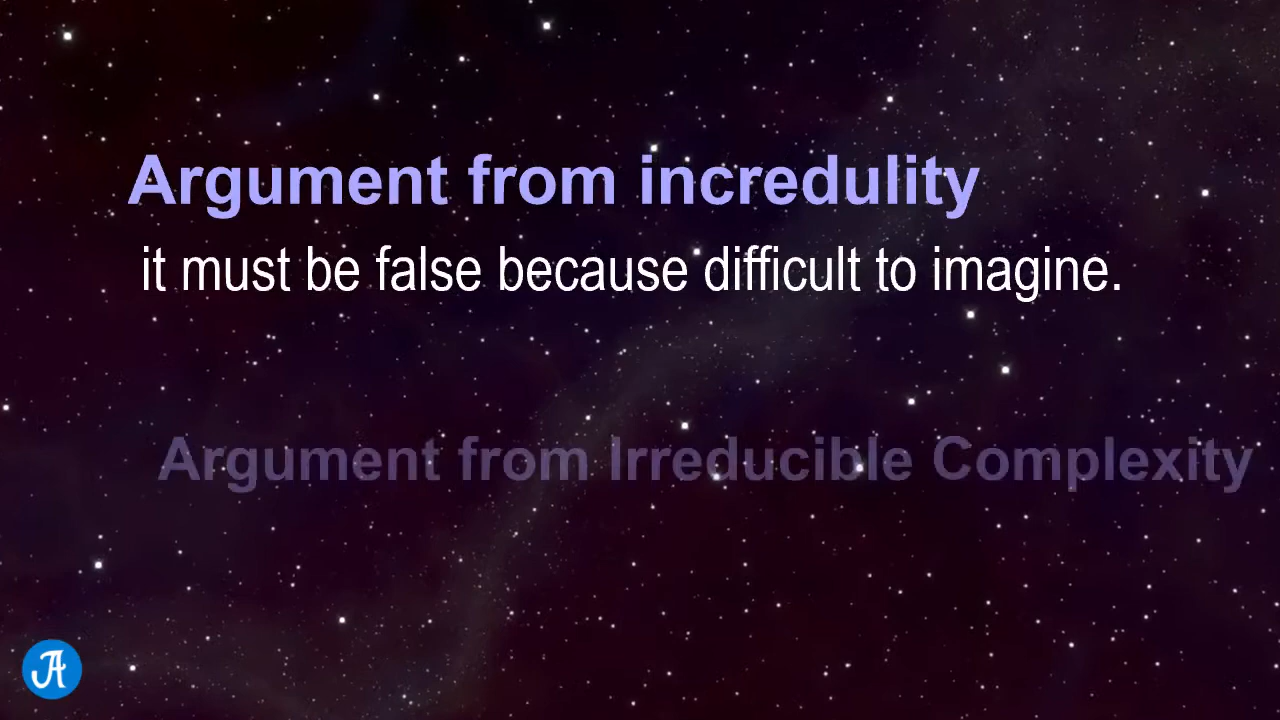 Argument from incredulity
it must be false because difficult to imagine.
Argument from Irreducible Complexity
A